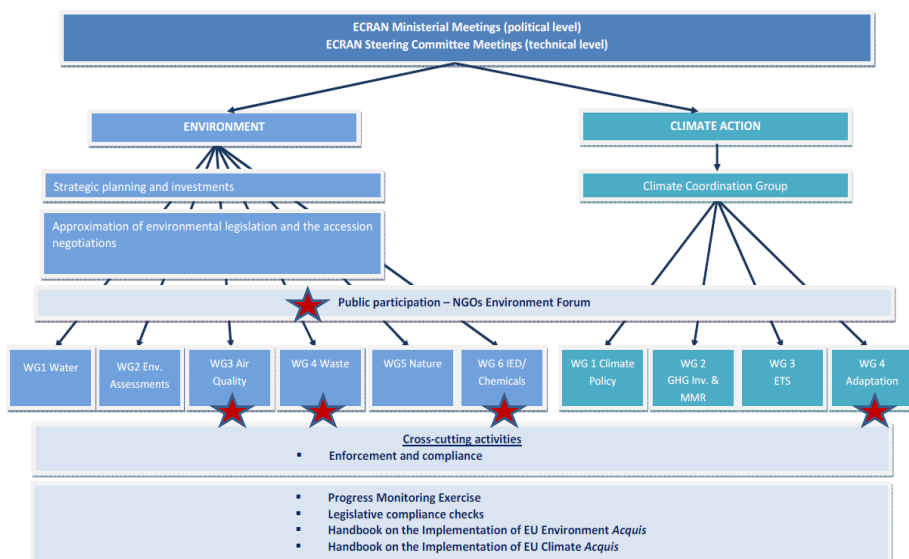 ECRAN Ministerial Meetings (political level)
ECRAN Steering Committee Meetings (technical level)
ENVIRONMENT
CLIMATE ACTION
Strategic planning and investments
Climate Coordination Group
Approximation of environmental legislation and the accession
negotiations
Public participation – NGOs Environment Forum
WG1 Water
WG2 Env.
Assessments
WG3 Air
Quality
WG 4 Waste
WG5 Nature
WG 6 IED/
Chemicals
WG 1 Climate
Policy
WG 2
GHG Inv. &
MMR
WG 3
ETS
WG 4
Adaptation
Cross-cutting activities
▪ Enforcement and compliance
▪ Progress Monitoring Exercise
▪ Legislative compliance checks
▪ Handbook on the Implementation of EU Environment Acquis
▪ Handbook on the Implementation of EU Climate Acquis